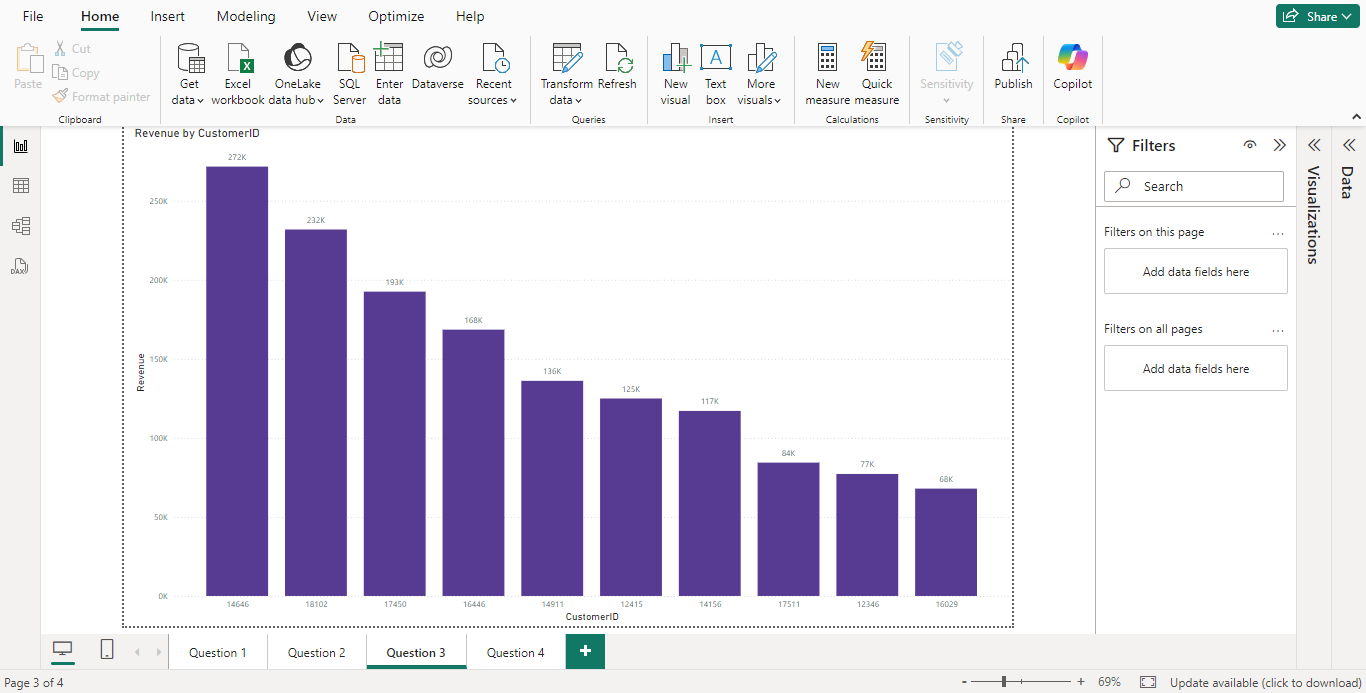 File Home Insert Modeling View Optimize Help Share
Paste
Cut
Copy
Format painter
Clipboard
Get data
Excel workbook
OneLake data hub
SQL Server
Enter data
Dataverse
Recent sources
Data
Transform data
Refresh
Queries
New visual
Text box
More visuals
Insert
New measure
Quick measure
Calculations
Sensitivity
Sensitivity
Publish
Share
Copilot
Copilot
Revenue by CustomerID
Revenue
250K
200K
150K
100K
50K
0K
272K
232K
193K
168K
136K
125K
117K
84K
77K
68K
14646 18102 17450 16446 14911 12415 14156 17511 12346 16029
CustomerID
Filters
Search
Filters on this page ...
Add data fields here
Filters on all pages ...
Add data fields here
Visualizations
Data
Question 1 Question 2 Question 3 Question 4 +
Page 3 of 4
- + 69% Update available (click to download)
A
X
DAX